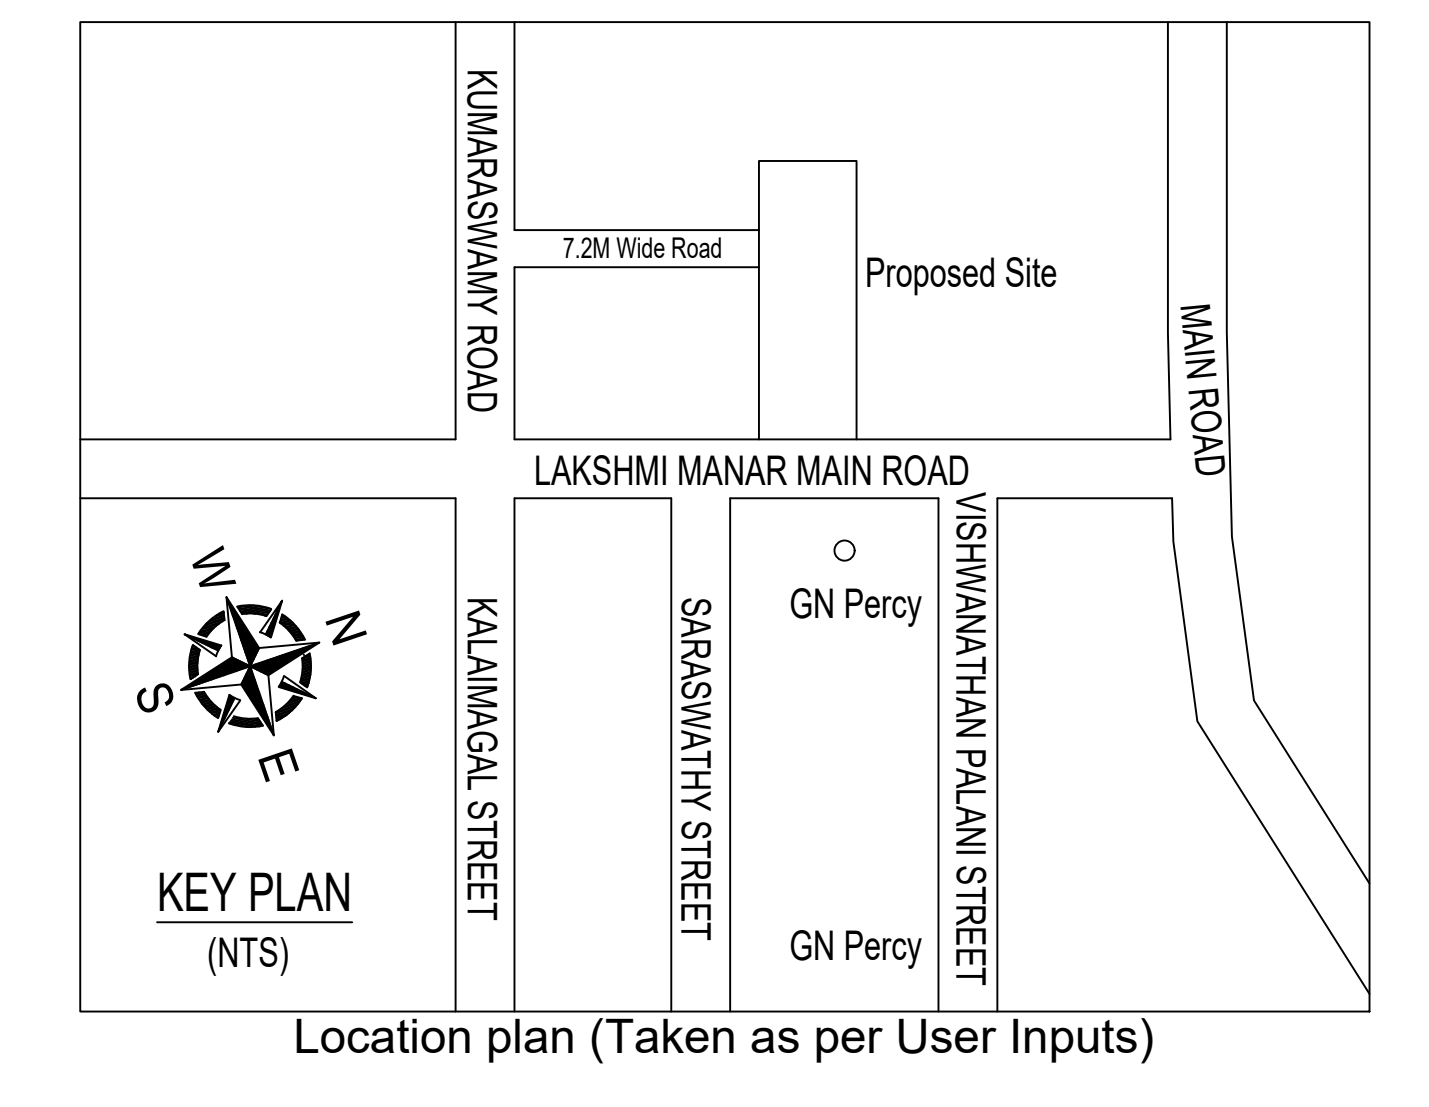 KUMARASWAMY ROAD
7.2M Wide Road
Proposed Site
MAIN ROAD
LAKSHMI MANAR MAIN ROAD
W
N
S
E
KALAIMAGAL STREET
SARASWATHY STREET
GN Percy
VISHWANATHAN PALANI STREET
KEY PLAN
(NTS)
GN Percy
Location plan (Taken as per User Inputs)